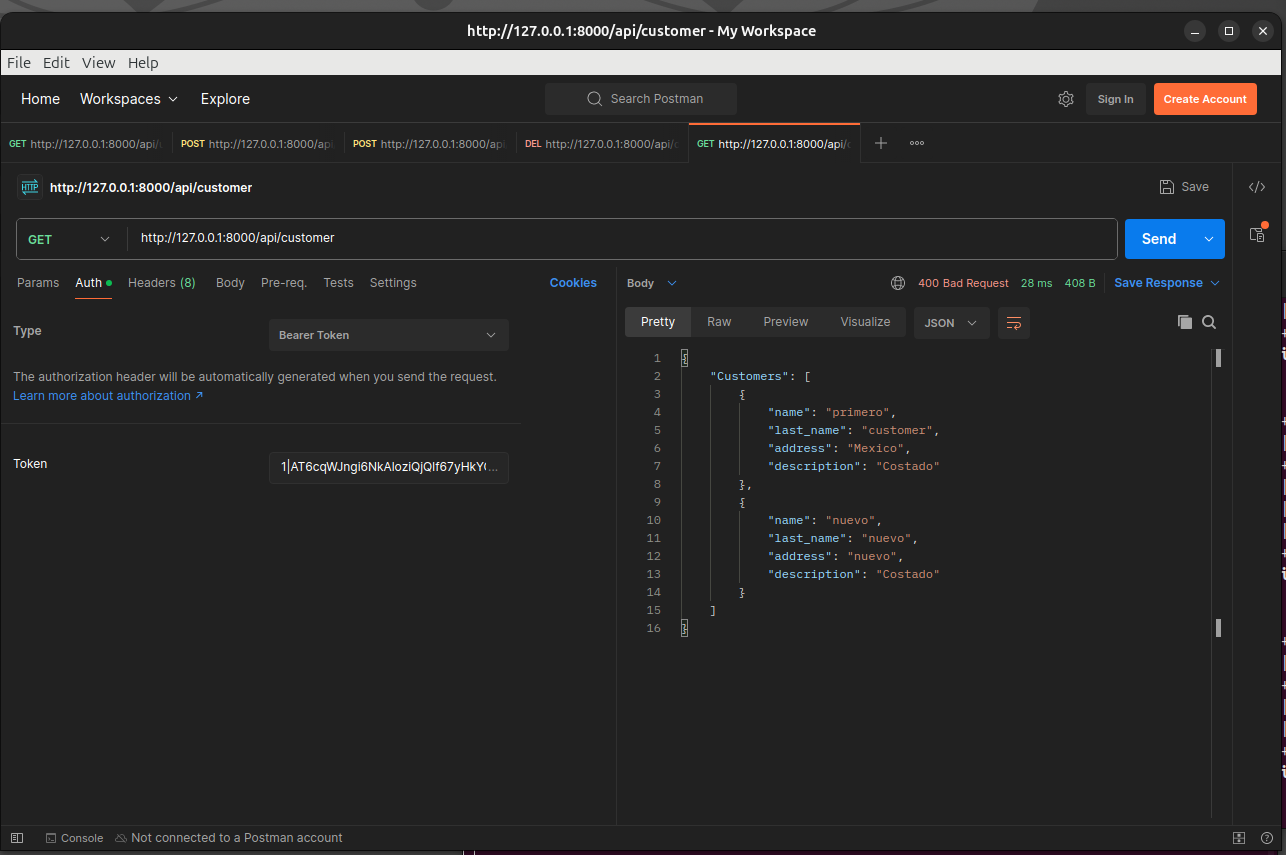 http://127.0.0.1:8000/api/customer - My Workspace
File Edit View Help
Home Workspaces Explore Search Postman Sign In Create Account
GET http://127.0.0.1:8000/api/ POST http://127.0.0.1:8000/api POST http://127.0.0.1:8000/api DEL http://127.0.0.1:8000/api/c GET http://127.0.0.1:8000/api/
HTTP http://127.0.0.1:8000/api/customer Save
GET http://127.0.0.1:8000/api/customer Send
Params Auth Headers (8) Body Pre-req. Tests Settings Cookies
Body 400 Bad Request 28 ms 408 B Save Response
Type Bearer Token
Pretty Raw Preview Visualize JSON
The authorization header will be automatically generated when you send the request.
Learn more about authorization ↗
Token 1|AT6cqWJngi6NkAloziQjQlf67yHkY...
1 {
2 "Customers": [
3 {
4 "name": "primero",
5 "last_name": "customer",
6 "address": "Mexico",
7 "description": "Costado"
8 },
9 {
10 "name": "nuevo",
11 "last_name": "nuevo",
12 "address": "nuevo",
13 "description": "Costado"
14 }
15 ]
16 }
Console Not connected to a Postman account